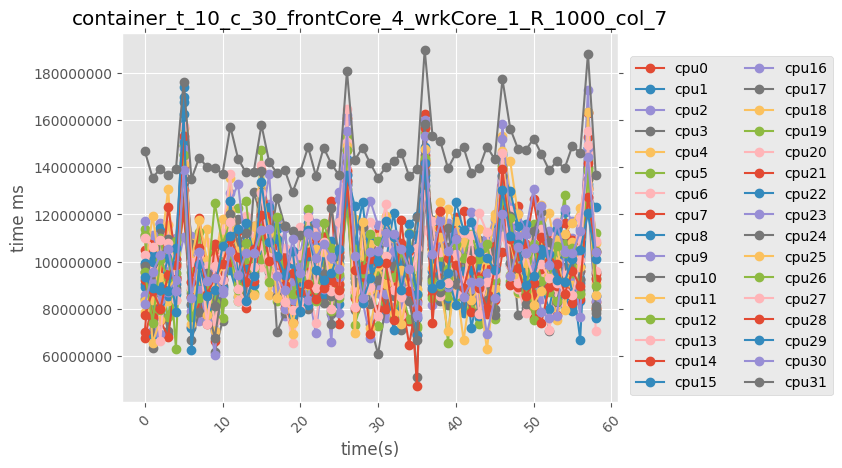 container_t_10_c_30_frontCore_4_wrkCore_1_R_1000_col_7
time ms
180000000
160000000
140000000
120000000
100000000
80000000
60000000
0
10
20
30
40
50
60
time(s)
cpu0
cpu1
cpu2
cpu3
cpu4
cpu5
cpu6
cpu7
cpu8
cpu9
cpu10
cpu11
cpu12
cpu13
cpu14
cpu15
cpu16
cpu17
cpu18
cpu19
cpu20
cpu21
cpu22
cpu23
cpu24
cpu25
cpu26
cpu27
cpu28
cpu29
cpu30
cpu31